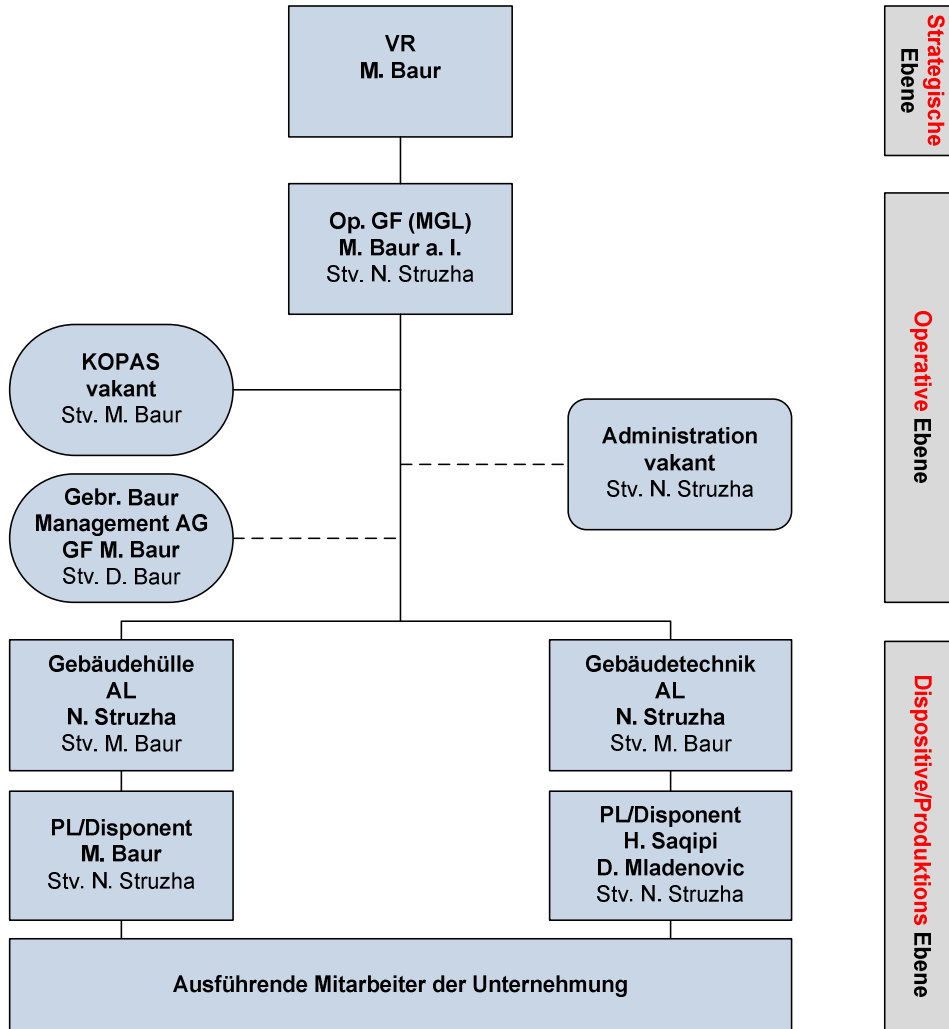 VR
M. Baur
Strategische
Ebene
Op. GF (MGL)
M. Baur a. I.
Stv. N. Struzha
Operative Ebene
KOPAS
vakant
Stv. M. Baur
Administration
vakant
Stv. N. Struzha
Gebr. Baur
Management AG
GF M. Baur
Stv. D. Baur
Gebäudehülle
AL
N. Struzha
Stv. M. Baur
Gebäudetechnik
AL
N. Struzha
Stv. M. Baur
Dispositive/Produktions Ebene
PL/Disponent
M. Baur
Stv. N. Struzha
PL/Disponent
H. Saqipi
D. Mladenovic
Stv. N. Struzha
Ausführende Mitarbeiter der Unternehmung